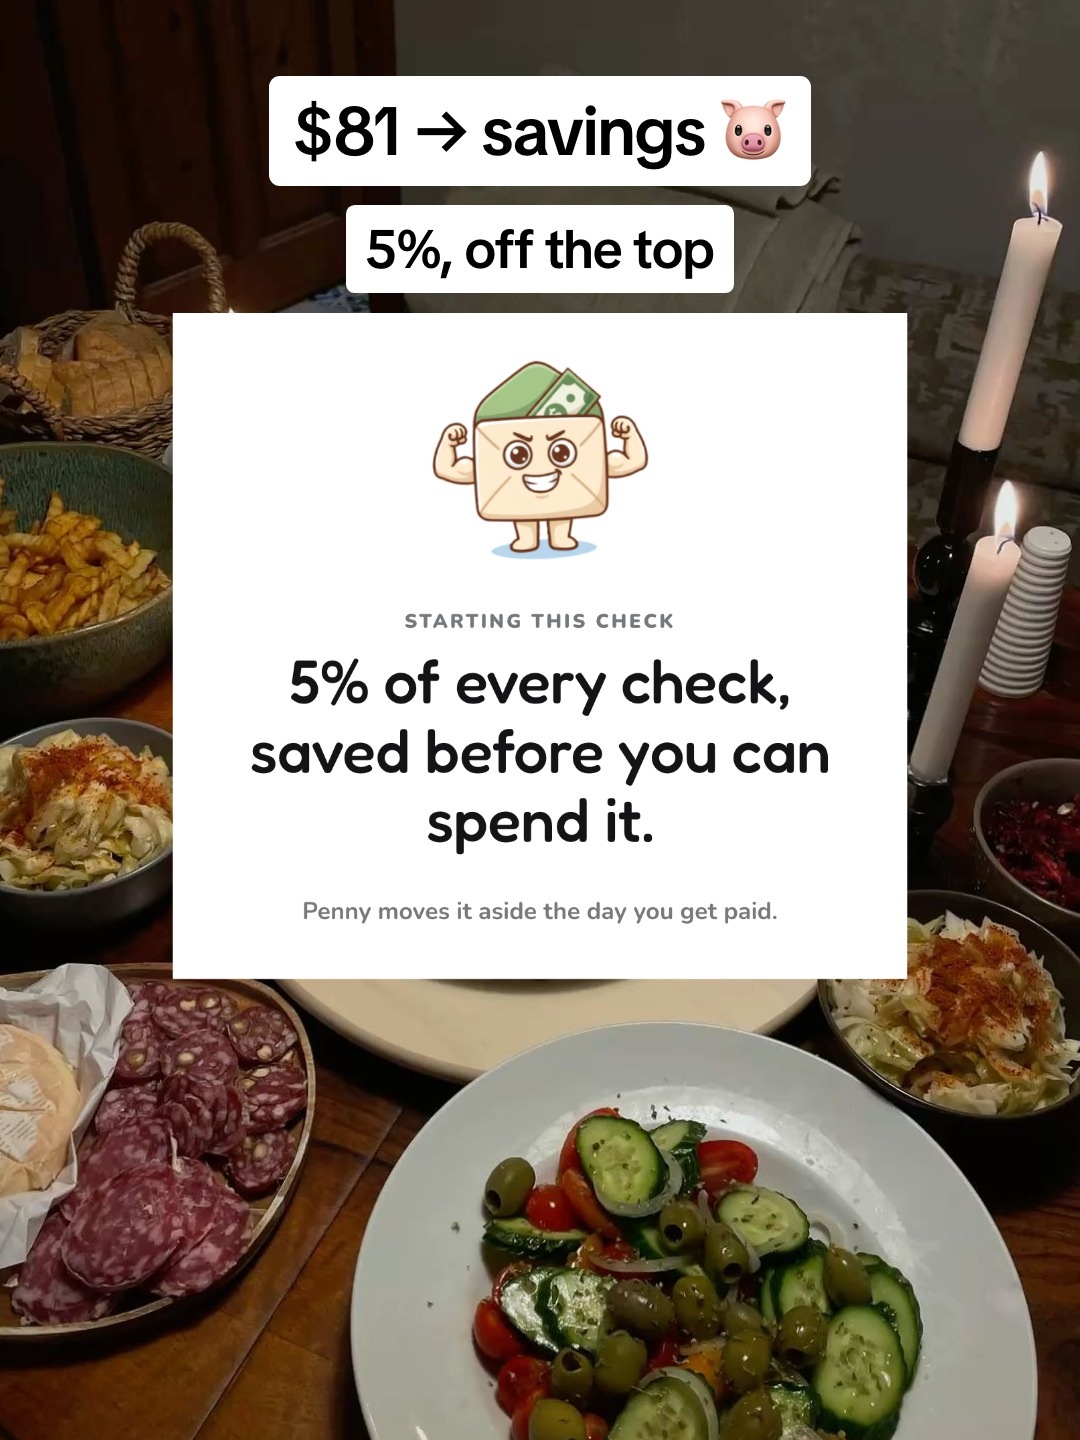 $81 → savings 🐷
5%, off the top
STARTING THIS CHECK
5% of every check,
saved before you can
spend it.
Penny moves it aside the day you get paid.